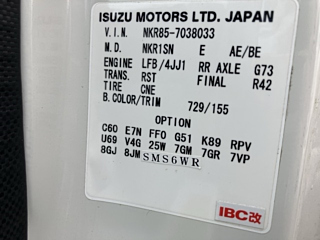 ISUZU MOTORS LTD. JAPAN
V.I.N. NKR85-7038033
M.D. NKR1SN E AE/BE
ENGINE LFB/4JJ1 RR AXLE G73
TRANS. RST FINAL R42
TIRE CNE
B.COLOR/TRIM 729/155
OPTION
C60 E7N FF0 G51 K89 RPV
U69 V4G 25W 7GM 7GR 7VP
8GJ 8JM SMS6WR
IBC改